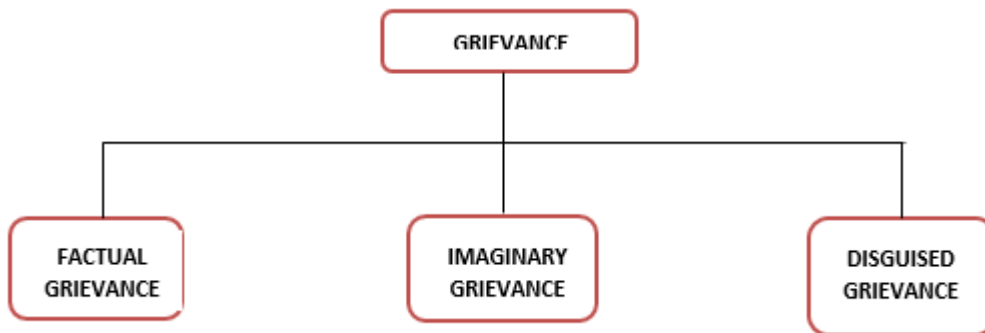 GRIEVANCE
FACTUAL
GRIEVANCE
IMAGINARY
GRIEVANCE
DISGUISED
GRIEVANCE